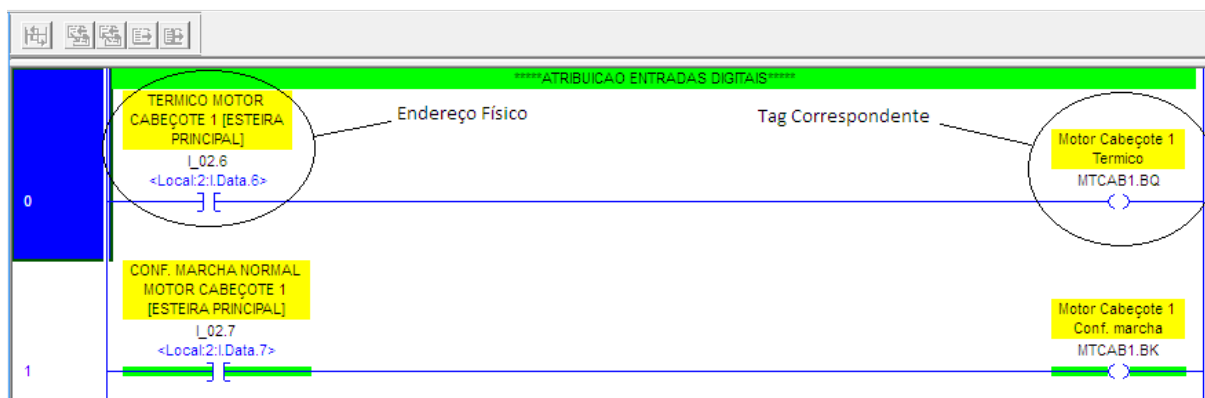 *****ATRIBUICAO ENTRADAS DIGITAIS*****
TERMICO MOTOR
CABEÇOTE 1 [ESTEIRA
PRINCIPAL]
I_02.6
<Local:2:I.Data.6>
Endereço Físico
Tag Correspondente
Motor Cabeçote 1
Termico
MTCAB1.BQ
0
CONF. MARCHA NORMAL
MOTOR CABEÇOTE 1
[ESTEIRA PRINCIPAL]
I_02.7
<Local:2:I.Data.7>
Motor Cabeçote 1
Conf. marcha
MTCAB1.BK
1